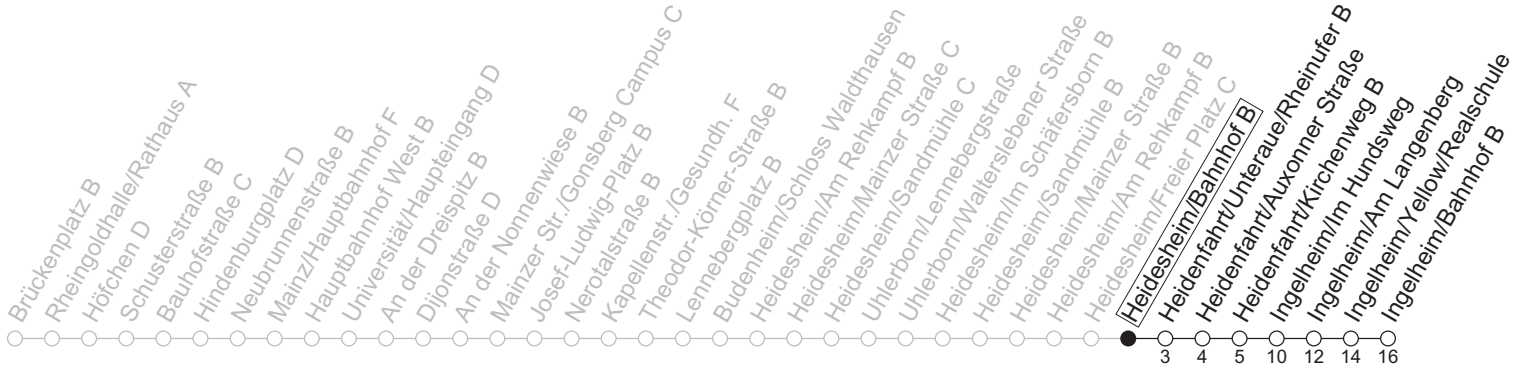 Brückenplatz B
Rheingoldhalle/Rathaus A
Höfchen D
Schusterstraße B
Bauhofstraße C
Hindenburgplatz D
Neubrunnenstraße B
Mainz/Hauptbahnhof F
Hauptbahnhof West B
Universität/Haupteingang D
An der Dreispitz B
Dijonstraße D
An der Nonnenwiese B
Mainzer Str./Gonsberg Campus C
Josef-Ludwig-Platz B
Nerotalstraße B
Kapellenstr./Gesundh. F
Theodor-Körner-Straße B
Lennebergplatz B
Budenheim/Schloss Waldthausen
Heidesheim/Am Rehkampf B
Heidesheim/Mainzer Straße C
Heidesheim/Sandmühle C
Uhlerborn/Lennebergstraße
Uhlerborn/Walterslebener Straße
Heidesheim/Im Schäfersborn B
Heidesheim/Sandmühle B
Heidesheim/Mainzer Straße B
Heidesheim/Am Rehkampf B
Heidesheim/Freier Platz C
Heidesheim/Bahnhof B
Heidenfahrt/Unteraue/Rheinufer B
Heidenfahrt/Auxonner Straße
Heidenfahrt/Kirchenweg B
Ingelheim/Im Hundsweg
Ingelheim/Am Langenberg
Ingelheim/Yellow/Realschule
Ingelheim/Bahnhof B
3 4 5 10 12 14 16